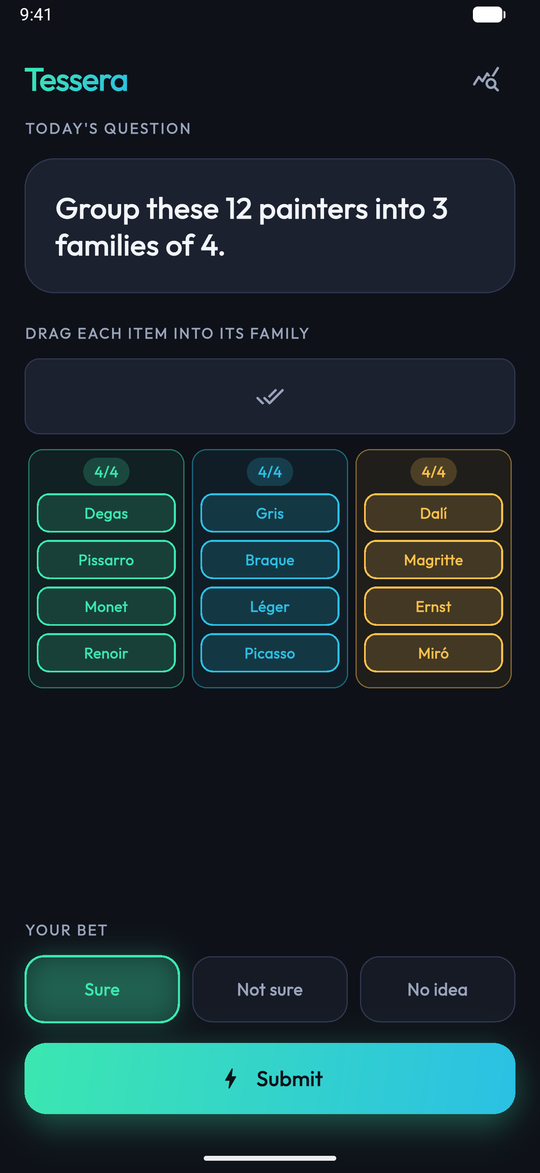 9:41
Tessera
TODAY'S QUESTION
Group these 12 painters into 3
families of 4.
DRAG EACH ITEM INTO ITS FAMILY
4/4
Degas
Pissarro
Monet
Renoir
4/4
Gris
Braque
Léger
Picasso
4/4
Dalí
Magritte
Ernst
Miró
YOUR BET
Sure
Not sure
No idea
Submit